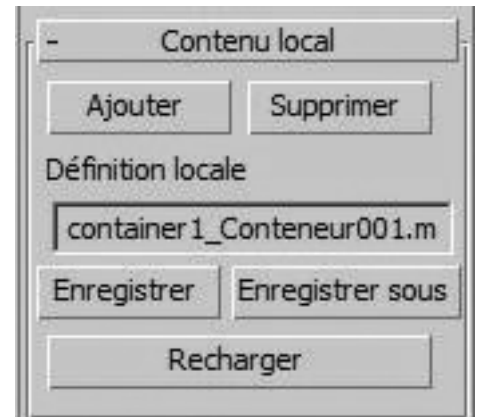 - Contenu local
Ajouter Supprimer
Définition locale
container1_Conteneur001.m
Enregistrer Enregistrer sous
Recharger